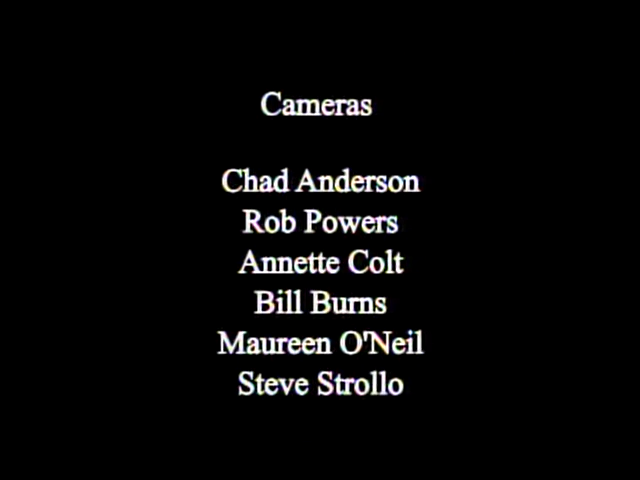 Cameras
Chad Anderson
Rob Powers
Annette Colt
Bill Burns
Maureen O'Neil
Steve Strollo